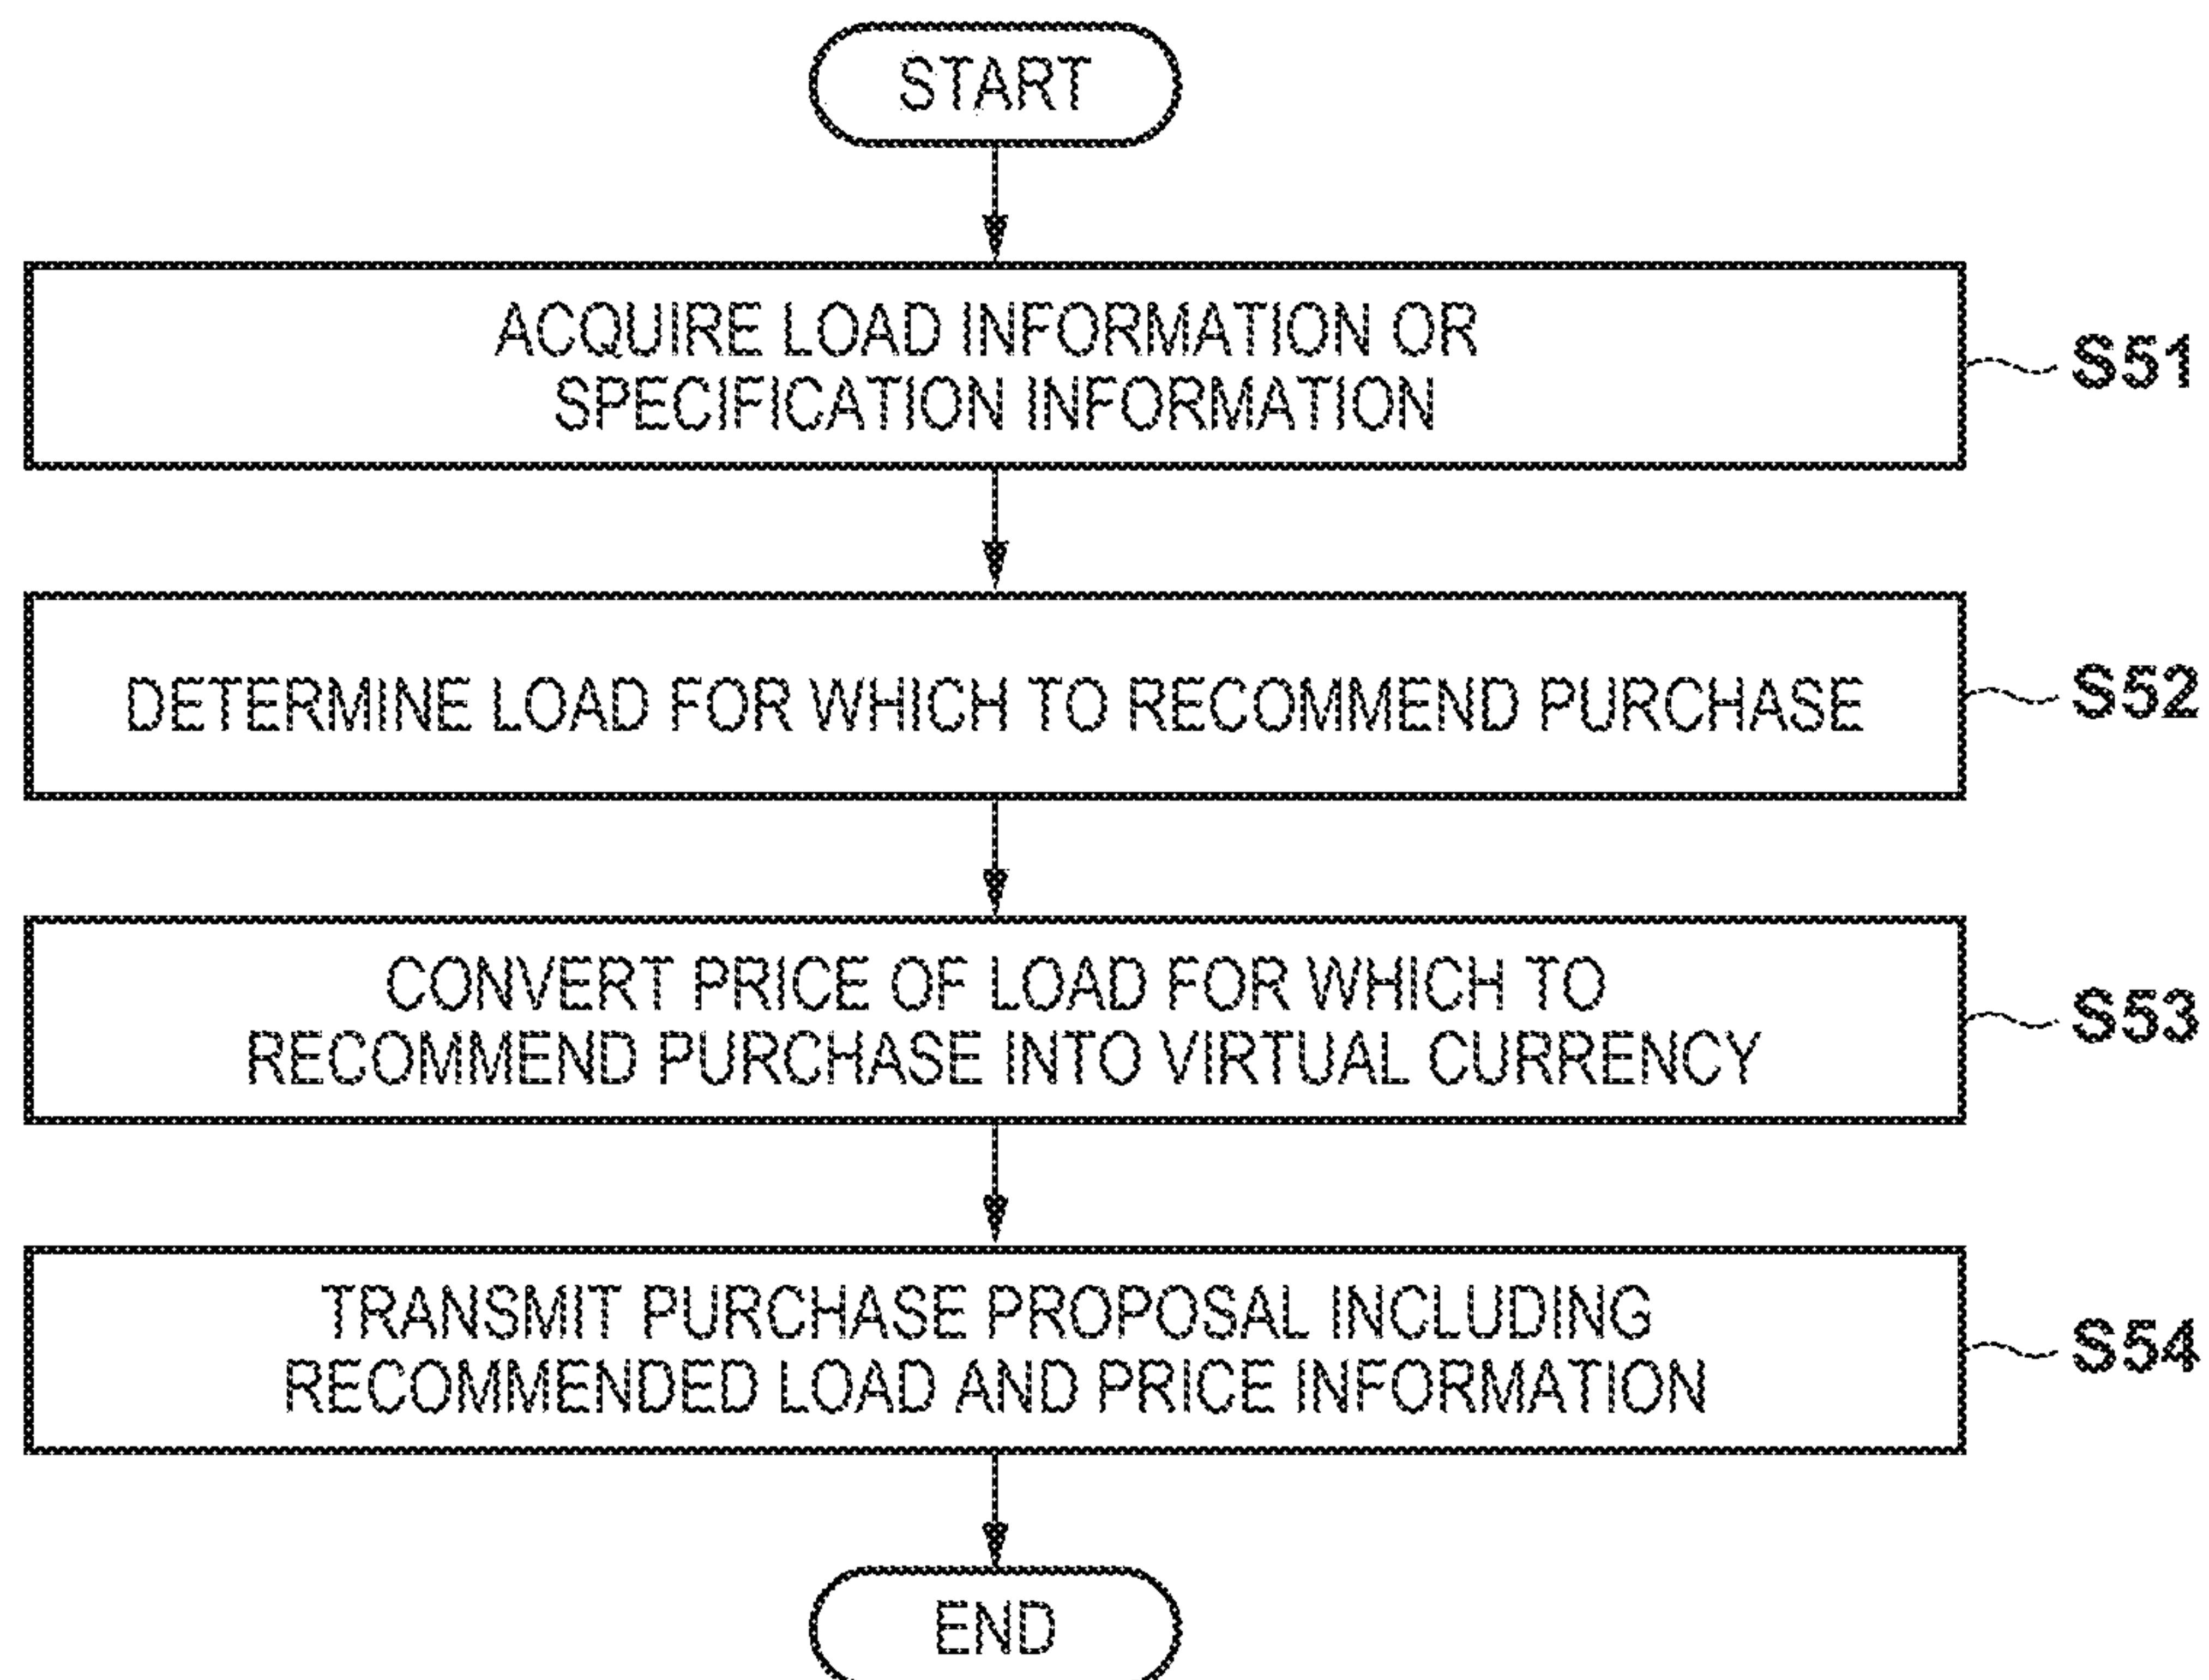 START
ACQUIRE LOAD INFORMATION OR
SPECIFICATION INFORMATION
S51
DETERMINE LOAD FOR WHICH TO RECOMMEND PURCHASE
S52
CONVERT PRICE OF LOAD FOR WHICH TO
RECOMMEND PURCHASE INTO VIRTUAL CURRENCY
S53
TRANSMIT PURCHASE PROPOSAL INCLUDING
RECOMMENDED LOAD AND PRICE INFORMATION
S54
END